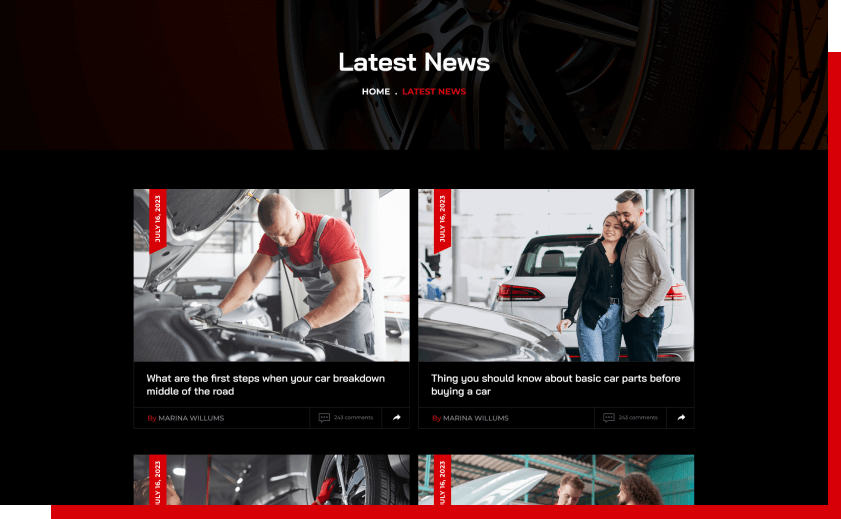 Latest News
HOME . LATEST NEWS
JULY 16, 2023
JULY 16, 2023
What are the first steps when your car breakdown
middle of the road
Thing you should know about basic car parts before
buying a car
By MARINA WILLUMS
243 comments
By MARINA WILLUMS
243 comments
JULY 16, 2023
JULY 16, 2023